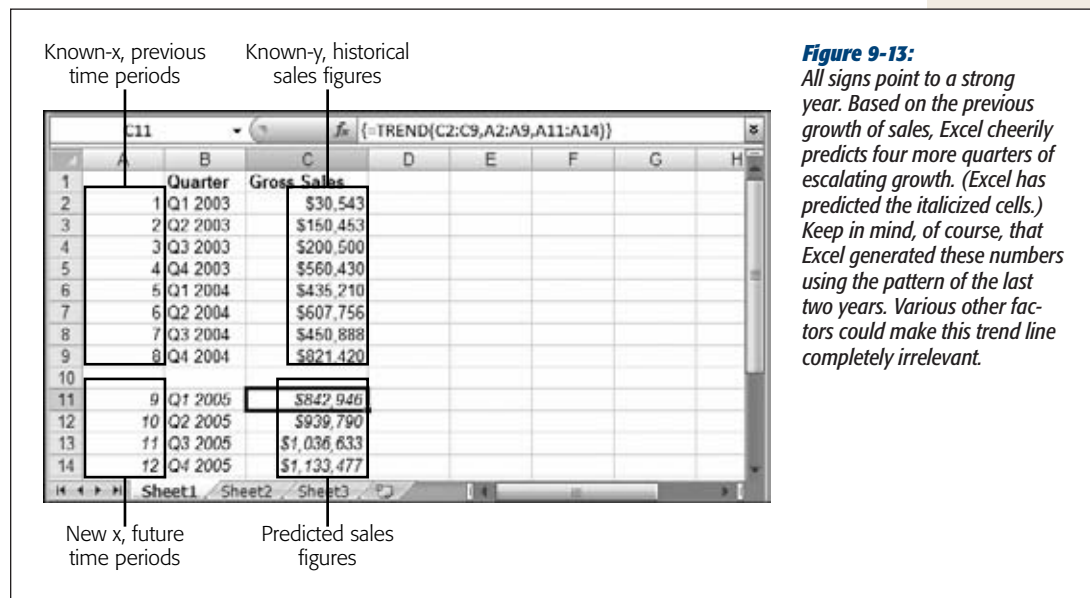 Known-x, previous
time periods
Known-y, historical
sales figures
C11 fx {=TREND(C2:C9,A2:A9,A11:A14)}
A B C D E F G H
1 Quarter Gross Sales
2 1 Q1 2003 $30,543
3 2 Q2 2003 $150,453
4 3 Q3 2003 $200,500
5 4 Q4 2003 $560,430
6 5 Q1 2004 $435,210
7 6 Q2 2004 $607,756
8 7 Q3 2004 $450,888
9 8 Q4 2004 $821,420
10
11 9 Q1 2005 $842,946
12 10 Q2 2005 $939,790
13 11 Q3 2005 $1,036,633
14 12 Q4 2005 $1,133,477
Sheet1 Sheet2 Sheet3
New x, future
time periods
Predicted sales
figures
Figure 9-13:
All signs point to a strong
year. Based on the previous
growth of sales, Excel cheerily
predicts four more quarters of
escalating growth. (Excel has
predicted the italicized cells.)
Keep in mind, of course, that
Excel generated these numbers
using the pattern of the last
two years. Various other fac-
tors could make this trend line
completely irrelevant.